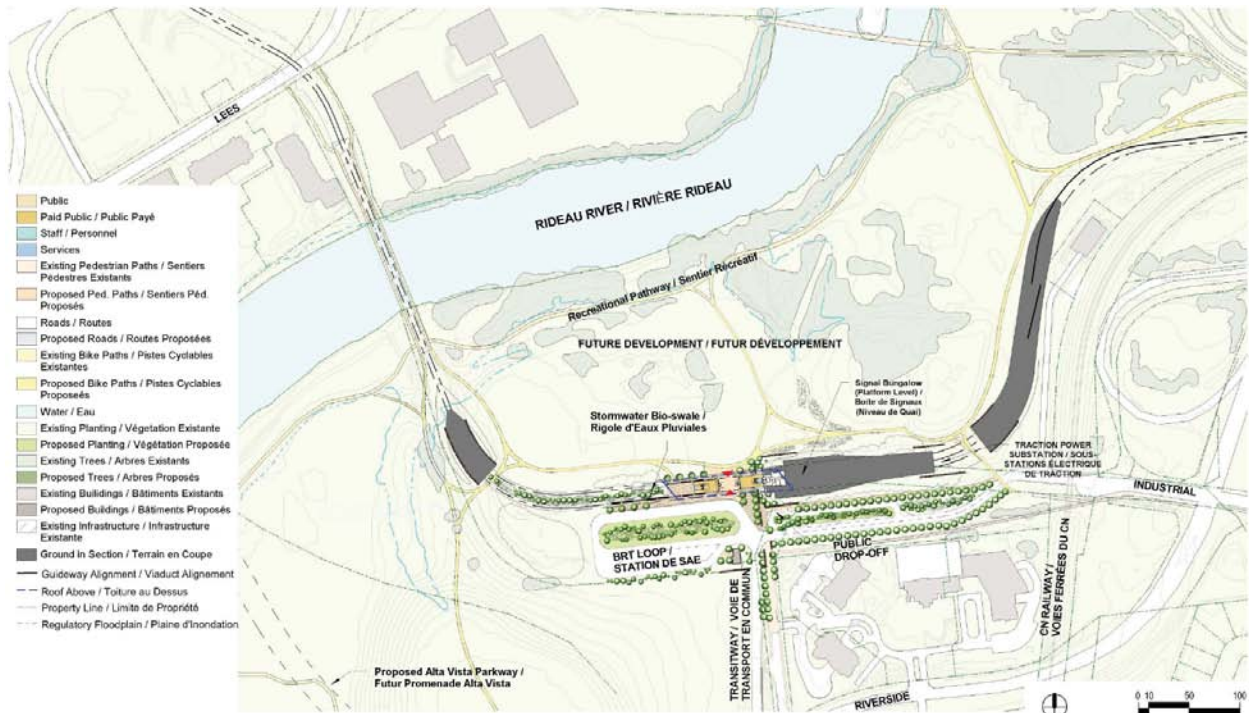 LEES
RIDEAU RIVER / RIVIÈRE RIDEAU
Recreational Pathway / Sentier Récréatif
FUTURE DEVELOPMENT / FUTUR DÉVELOPPEMENT
Signal Bungalow
(Platform Level) /
Boite de Signaux
(Niveau de Quai)
Stormwater Bio-swale /
Rigole d'Eaux Pluviales
TRACTION POWER
SUBSTATION / SOUS-
STATIONS ÉLECTRIQUE
DE TRACTION
INDUSTRIAL
BRT LOOP /
STATION DE SAE
PUBLIC
DROP-OFF
TRANSITWAY / VOIE DE
TRANSPORT EN COMMUN
CN RAILWAY /
VOIES FERRÉES DU CN
RIVERSIDE
Proposed Alta Vista Parkway /
Futur Promenade Alta Vista
Public
Paid Public / Public Payé
Staff / Personnel
Services
Existing Pedestrian Paths / Sentiers
Pédestres Existants
Proposed Ped. Paths / Sentiers Péd.
Proposés
Roads / Routes
Proposed Roads / Routes Proposées
Existing Bike Paths / Pistes Cyclables
Existantes
Proposed Bike Paths / Pistes Cyclables
Proposeés
Water / Eau
Existing Planting / Végetation Existante
Proposed Planting / Végétation Proposée
Existing Trees / Arbres Existants
Proposed Trees / Arbres Proposés
Existing Buildings / Bâtiments Existants
Proposed Buildings / Bâtiments Proposés
Existing Infrastructure / Infrastructure
Existante
Ground in Section / Terrain en Coupe
Guideway Alignment / Viaduct Alignement
Roof Above / Toiture au Dessus
Property Line / Limite de Propriété
Regulatory Floodplain / Plaine d'Inondation
0 10 50 100